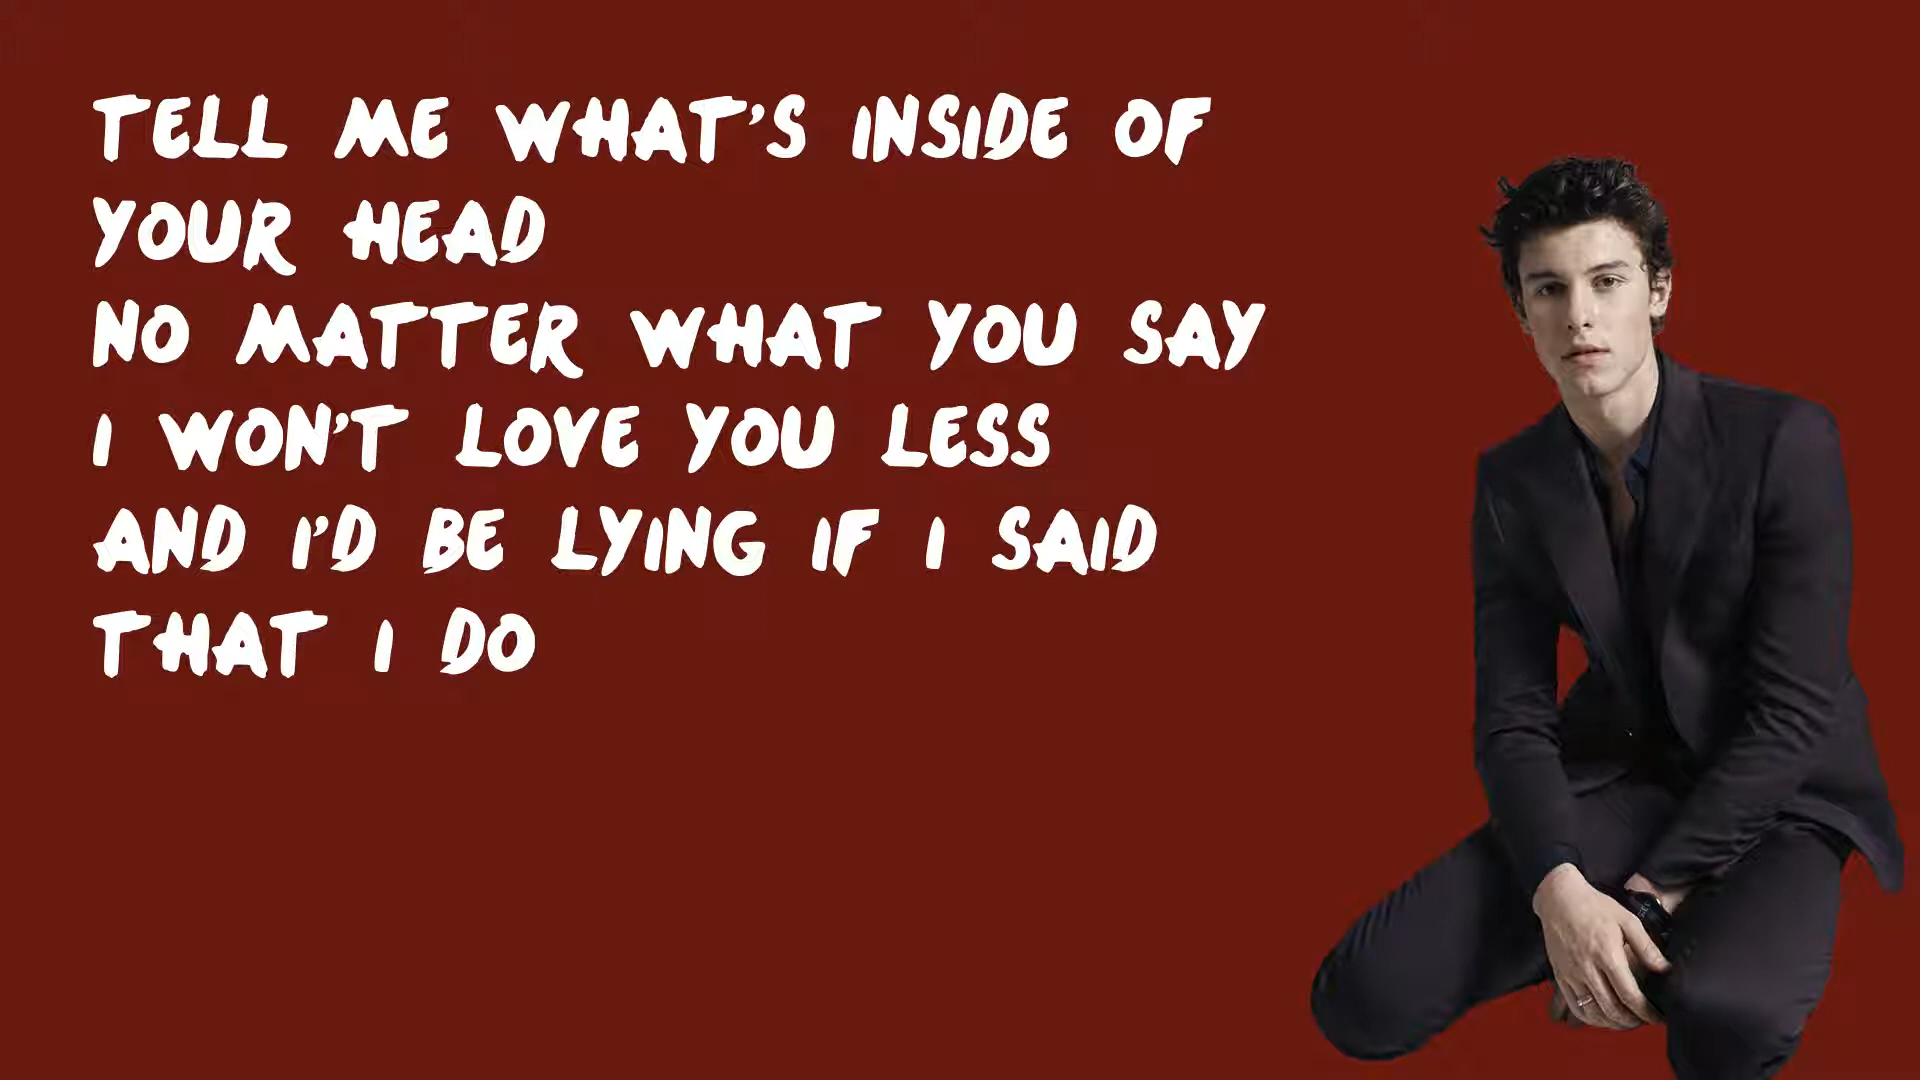 TELL ME WHAT'S INSIDE OF
YOUR HEAD
NO MATTER WHAT YOU SAY
I WON'T LOVE YOU LESS
AND I'D BE LYING IF I SAID
THAT I DO